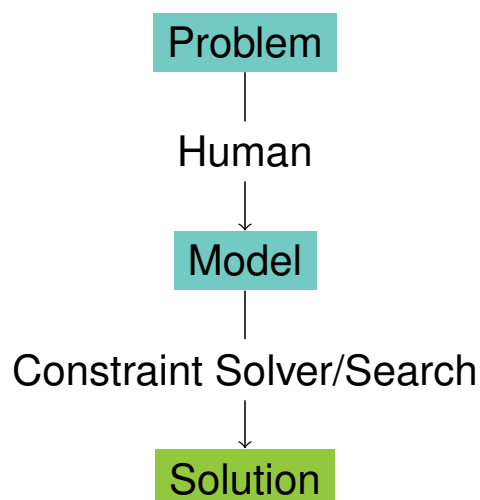 Problem
Human
Model
Constraint Solver/Search
Solution